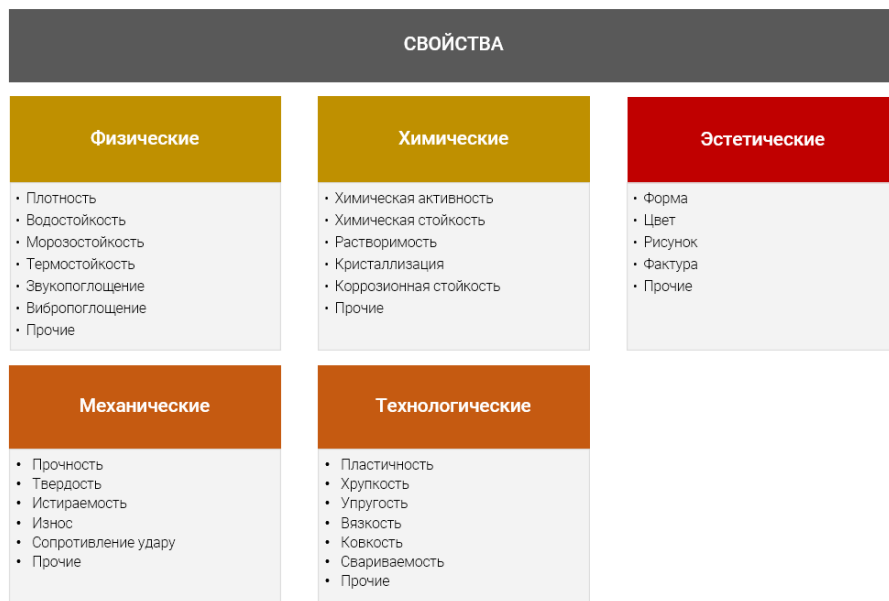 СВОЙСТВА
Физические
• Плотность
• Водостойкость
• Морозостойкость
• Термостойкость
• Звукопоглощение
• Вибропоглощение
• Прочие
Химические
• Химическая активность
• Химическая стойкость
• Растворимость
• Кристаллизация
• Коррозионная стойкость
• Прочие
Эстетические
• Форма
• Цвет
• Рисунок
• Фактура
• Прочие
Механические
• Прочность
• Твердость
• Истираемость
• Износ
• Сопротивление удару
• Прочие
Технологические
• Пластичность
• Хрупкость
• Упругость
• Вязкость
• Ковкость
• Свариваемость
• Прочие